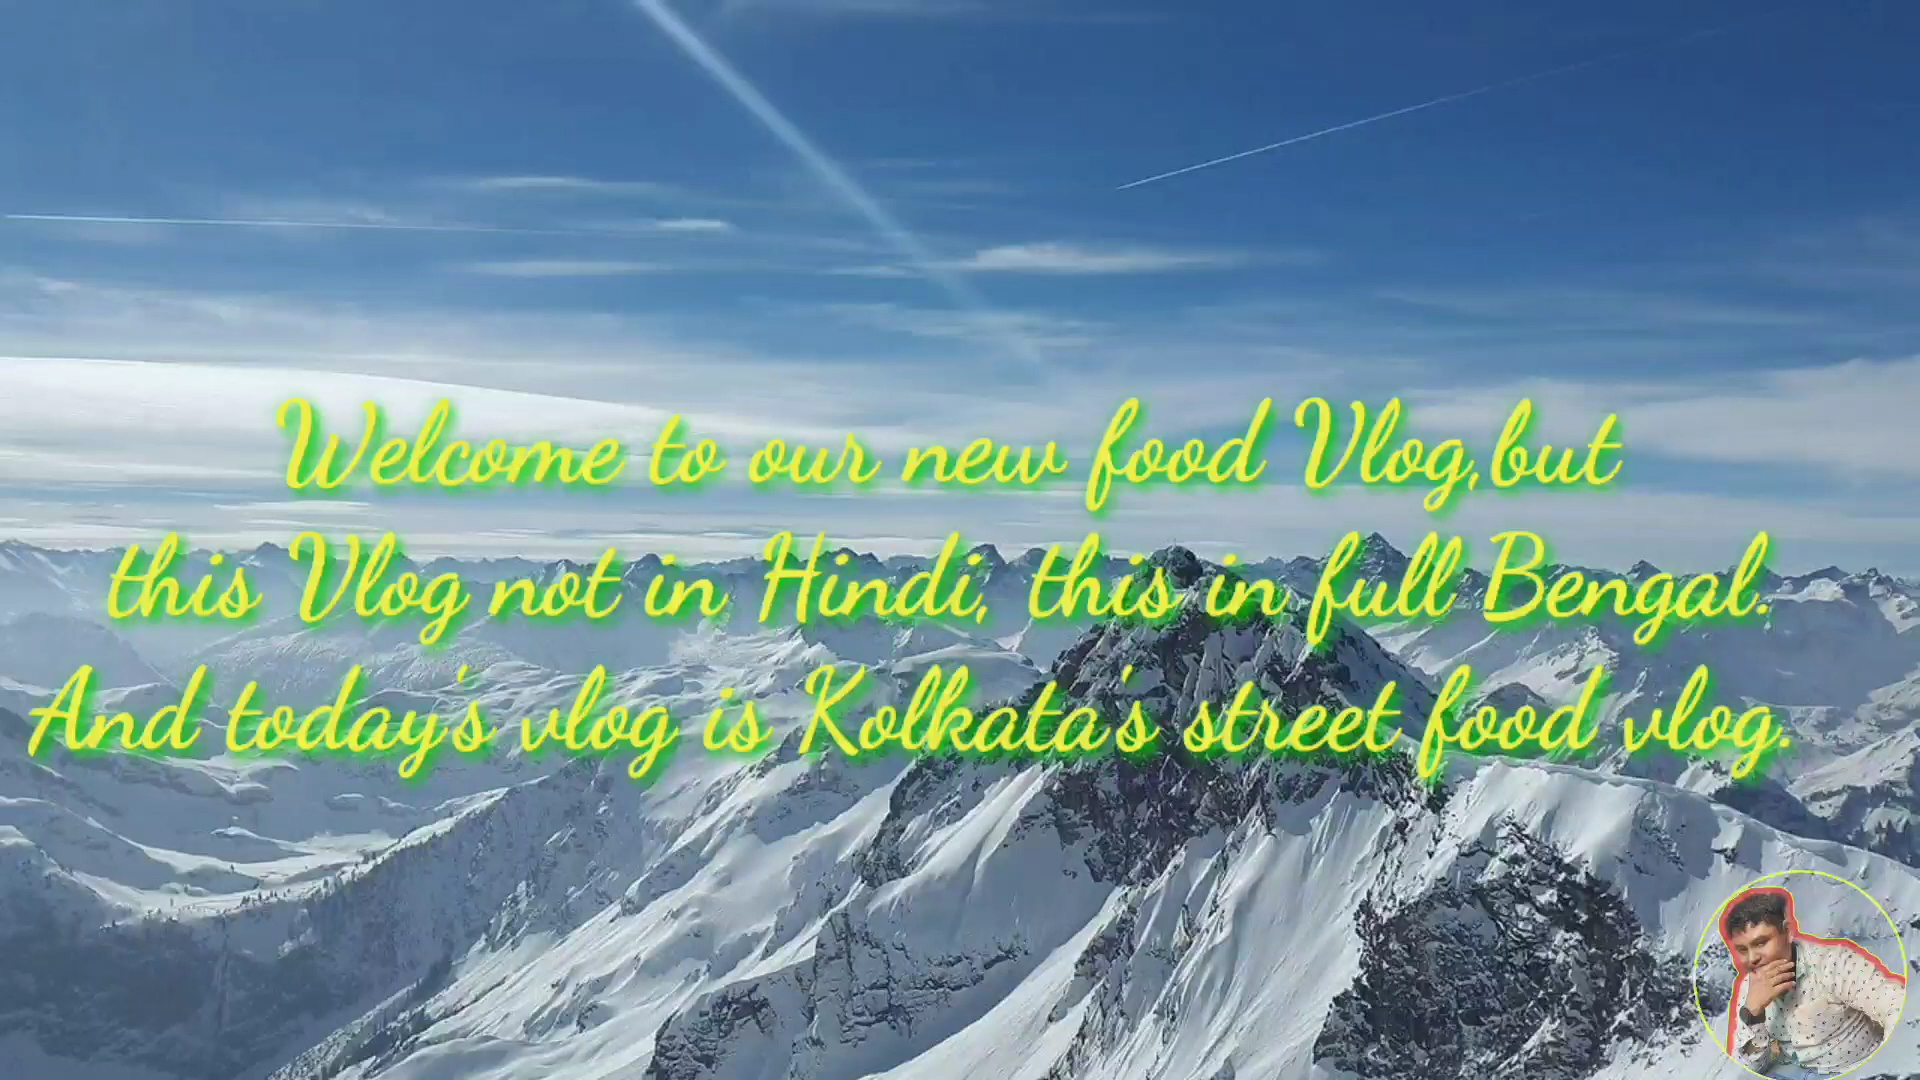 Welcome to our new food Vlog,but
this Vlog not in Hindi, this in full Bengal.
And today's vlog is Kolkata's street food vlog.